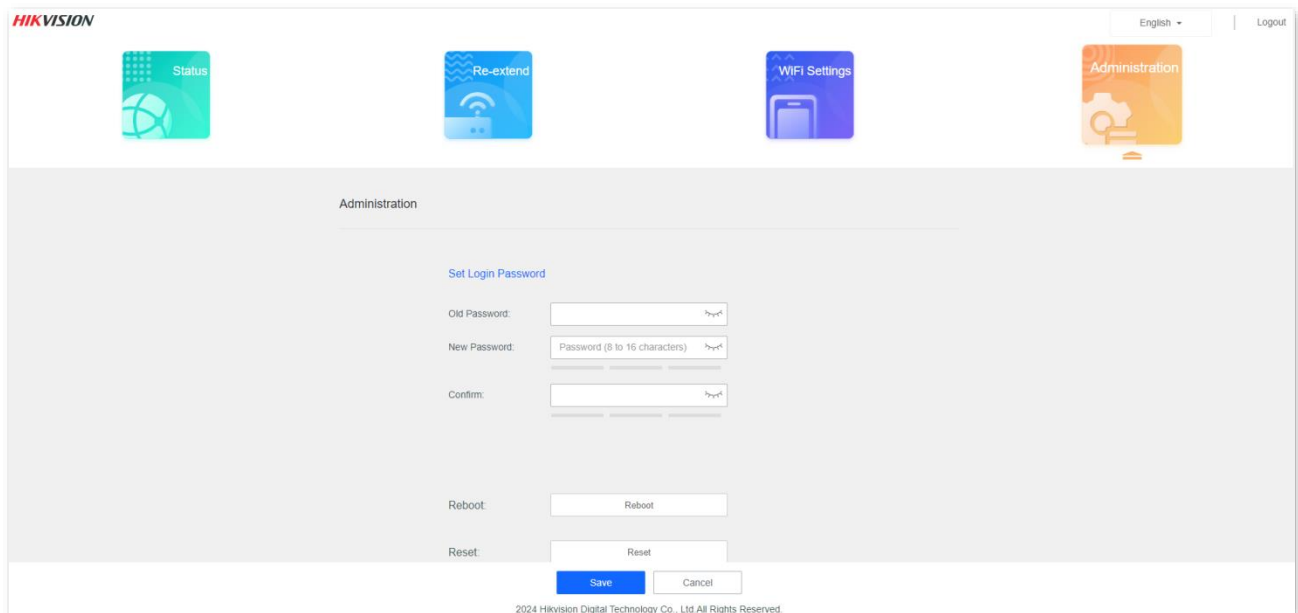 HIKVISION
English
Logout
Status
Re-extend
WiFi Settings
Administration
Administration
Set Login Password
Old Password:
New Password: Password (8 to 16 characters)
Confirm:
Reboot: Reboot
Reset: Reset
Save Cancel
2024 Hikvision Digital Technology Co., Ltd.All Rights Reserved.